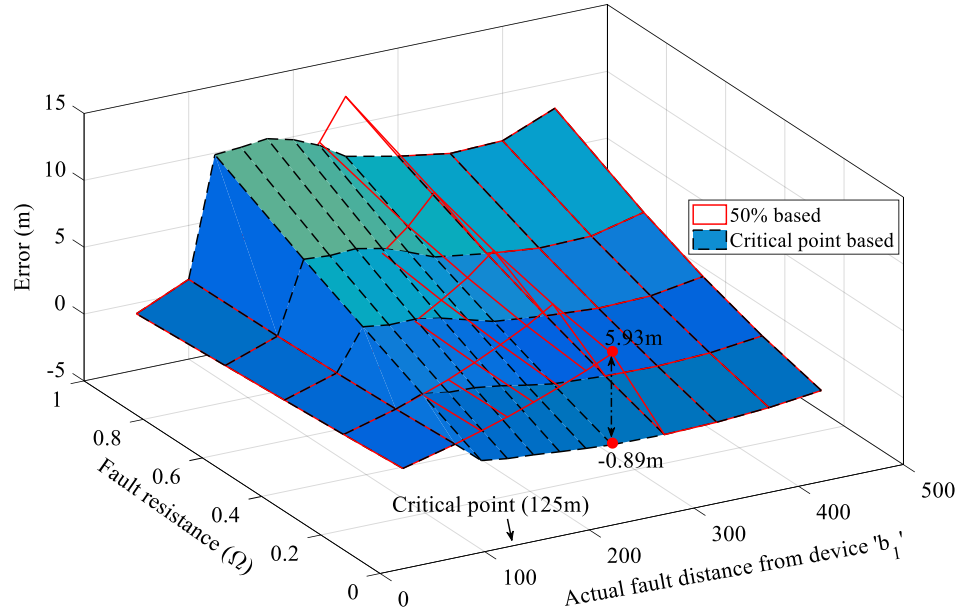 15
10
5
0
-5
Error (m)
50% based
Critical point based
5.93m
-0.89m
Critical point (125m)
1
0.8
0.6
0.4
0.2
0
Fault resistance (Ω)
0
100
200
300
400
500
Actual fault distance from device 'b1'